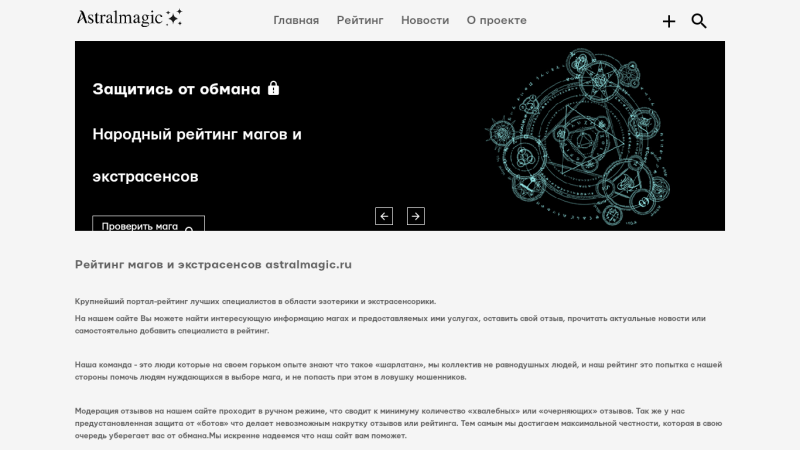 Astralmagic
Главная Рейтинг Новости О проекте
Защитись от обмана
Народный рейтинг магов и
экстрасенсов
Проверить мага
Рейтинг магов и экстрасенсов astralmagic.ru
Крупнейший портал-рейтинг лучших специалистов в области эзотерики и экстрасенсорики.
На нашем сайте Вы можете найти интересующую информацию магах и предоставляемых ими услугах, оставить свой отзыв, прочитать актуальные новости или
самостоятельно добавить специалиста в рейтинг.
Наша команда - это люди которые на своем горьком опыте знают что такое «шарлатан», мы коллектив не равнодушных людей, и наш рейтинг это попытка с нашей
стороны помочь людям нуждающихся в выборе мага, и не попасть при этом в ловушку мошенников.
Модерация отзывов на нашем сайте проходит в ручном режиме, что сводит к минимуму количество «хвалебных» или «очерняющих» отзывов. Так же у нас
предустановленная защита от «ботов» что делает невозможным накрутку отзывов или рейтинга. Тем самым мы достигаем максимальной честности, которая в свою
очередь уберегает вас от обмана.Мы искренне надеемся что наш сайт вам поможет.